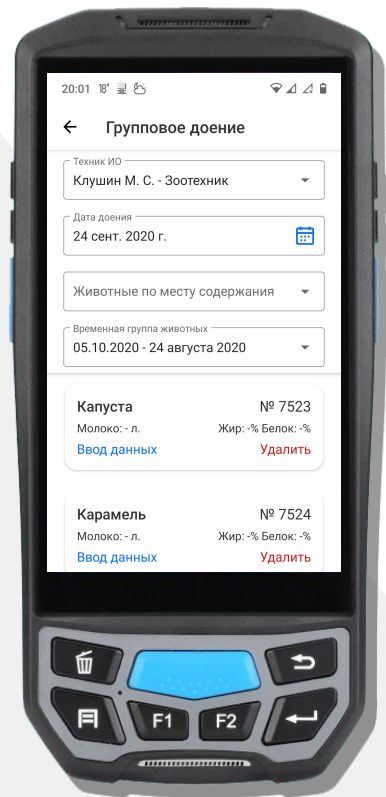 20:01 18°
Групповое доение
Техник ИО
Клушин М. С. - Зоотехник
Дата доения
24 сент. 2020 г.
Животные по месту содержания
Временная группа животных
05.10.2020 - 24 августа 2020
Капуста № 7523
Молоко: - л. Жир: -% Белок: -%
Ввод данных Удалить
Карамель № 7524
Молоко: - л. Жир: -% Белок: -%
Ввод данных Удалить
F1 F2